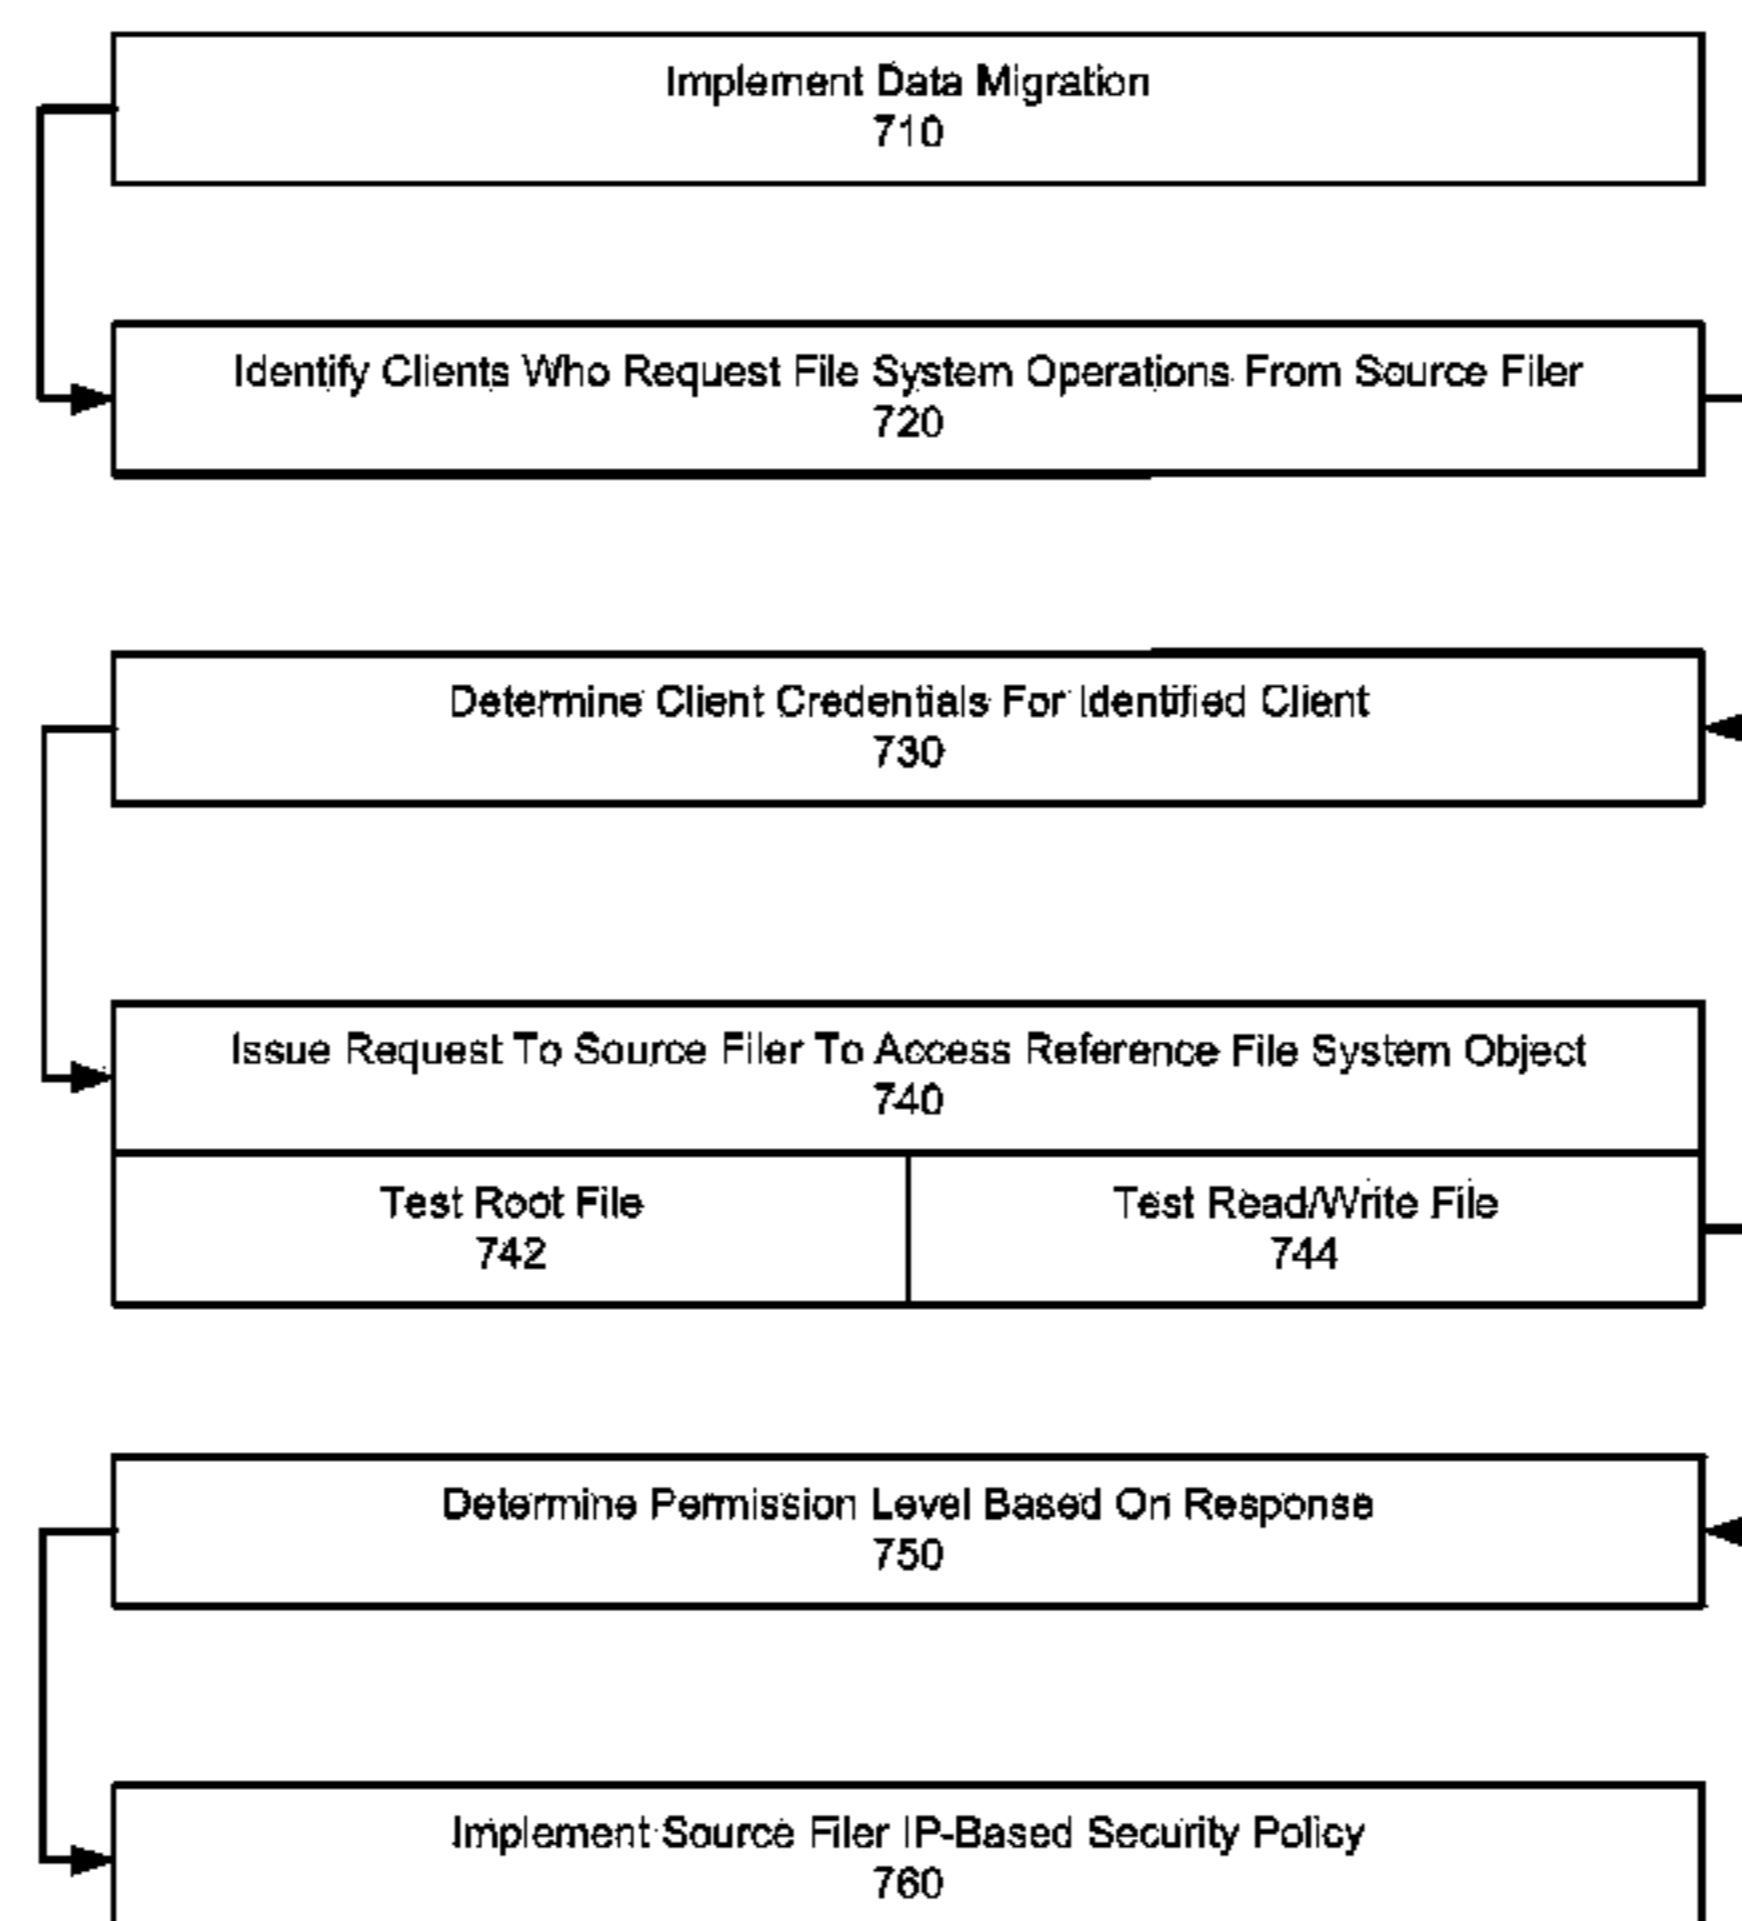 Implement Data Migration
710
Identify Clients Who Request File System Operations From Source Filer
720
Determine Client Credentials For Identified Client
730
Issue Request To Source Filer To Access Reference File System Object
740
Test Root File
742
Test Read/Write File
744
Determine Permission Level Based On Response
750
Implement Source Filer IP-Based Security Policy
760